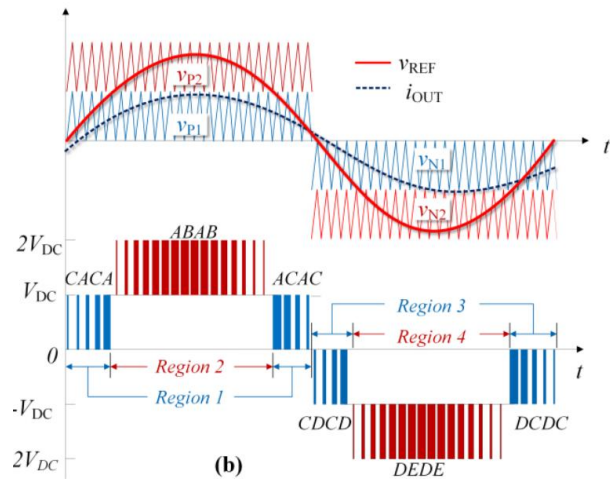 v_REF
i_OUT
v_P2
v_P1
t
v_N1
v_N2
2V_DC
ABAB
CACA
ACAC
V_DC
Region 3
0
Region 2
Region 4
t
Region 1
-V_DC
CDCD
DCDC
2V_DC
(b)
DEDE